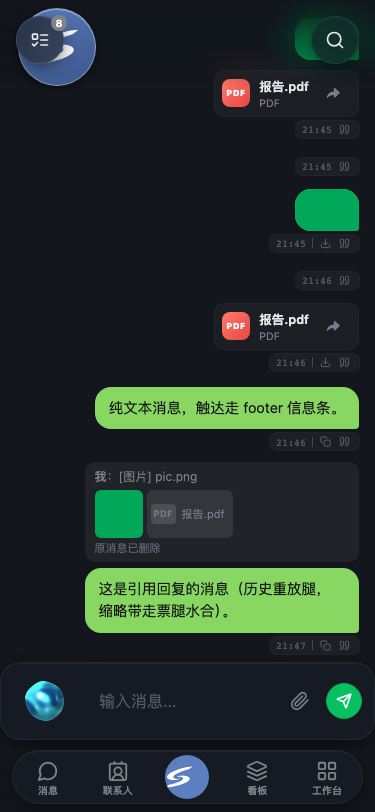 8
PDF
报告.pdf
PDF
21:45
21:45
21:45
21:46
PDF
报告.pdf
PDF
21:46
纯文本消息，触达走 footer 信息条。
21:46
我：[图片] pic.png
PDF 报告.pdf
原消息已删除
这是引用回复的消息（历史重放腿，
缩略带走票腿水合）。
21:47
输入消息...
消息 联系人 看板 工作台